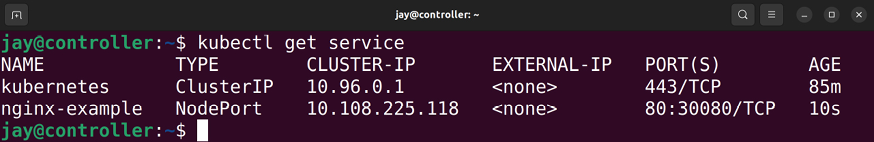 jay@controller: ~
jay@controller:~$ kubectl get service
NAME TYPE CLUSTER-IP EXTERNAL-IP PORT(S) AGE
kubernetes ClusterIP 10.96.0.1 <none> 443/TCP 85m
nginx-example NodePort 10.108.225.118 <none> 80:30080/TCP 10s
jay@controller:~$